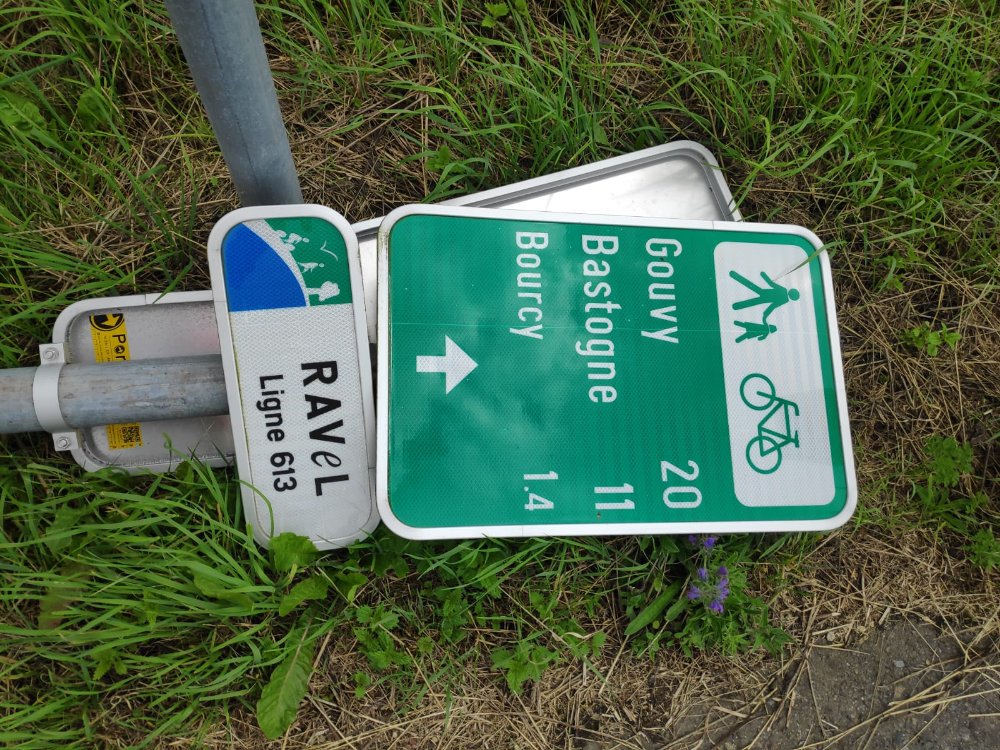 Gouvy 20
Bastogne 11
Bourcy 1.4
RAVeL
Ligne 613